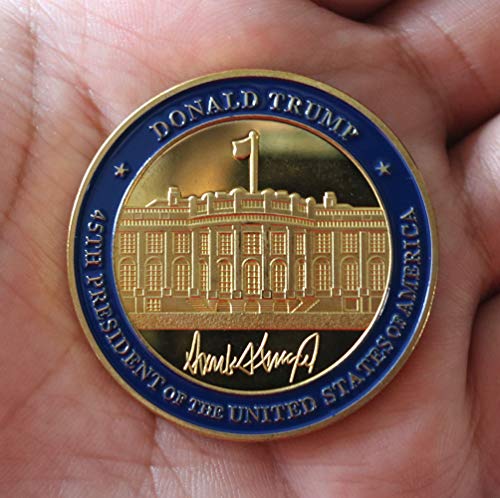 DONALD TRUMP
45TH PRESIDENT OF THE UNITED STATES OF AMERICA